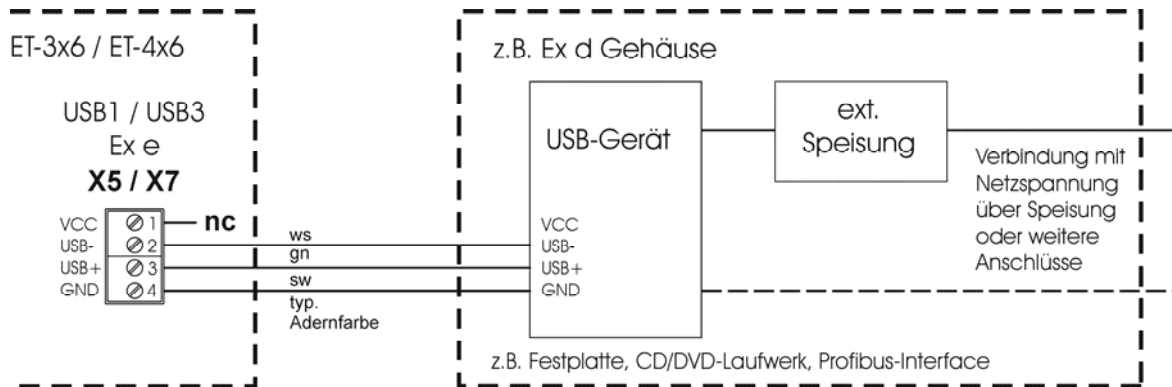 ET-3x6 / ET-4x6
USB1 / USB3
Ex e
X5 / X7
VCC 1 nc
USB- 2
USB+ 3
GND 4
ws
gn
sw
typ.
Adernfarbe
z.B. Ex d Gehäuse
USB-Gerät
VCC
USB-
USB+
GND
ext.
Speisung
Verbindung mit
Netzspannung
über Speisung
oder weitere
Anschlüsse
z.B. Festplatte, CD/DVD-Laufwerk, Profibus-Interface